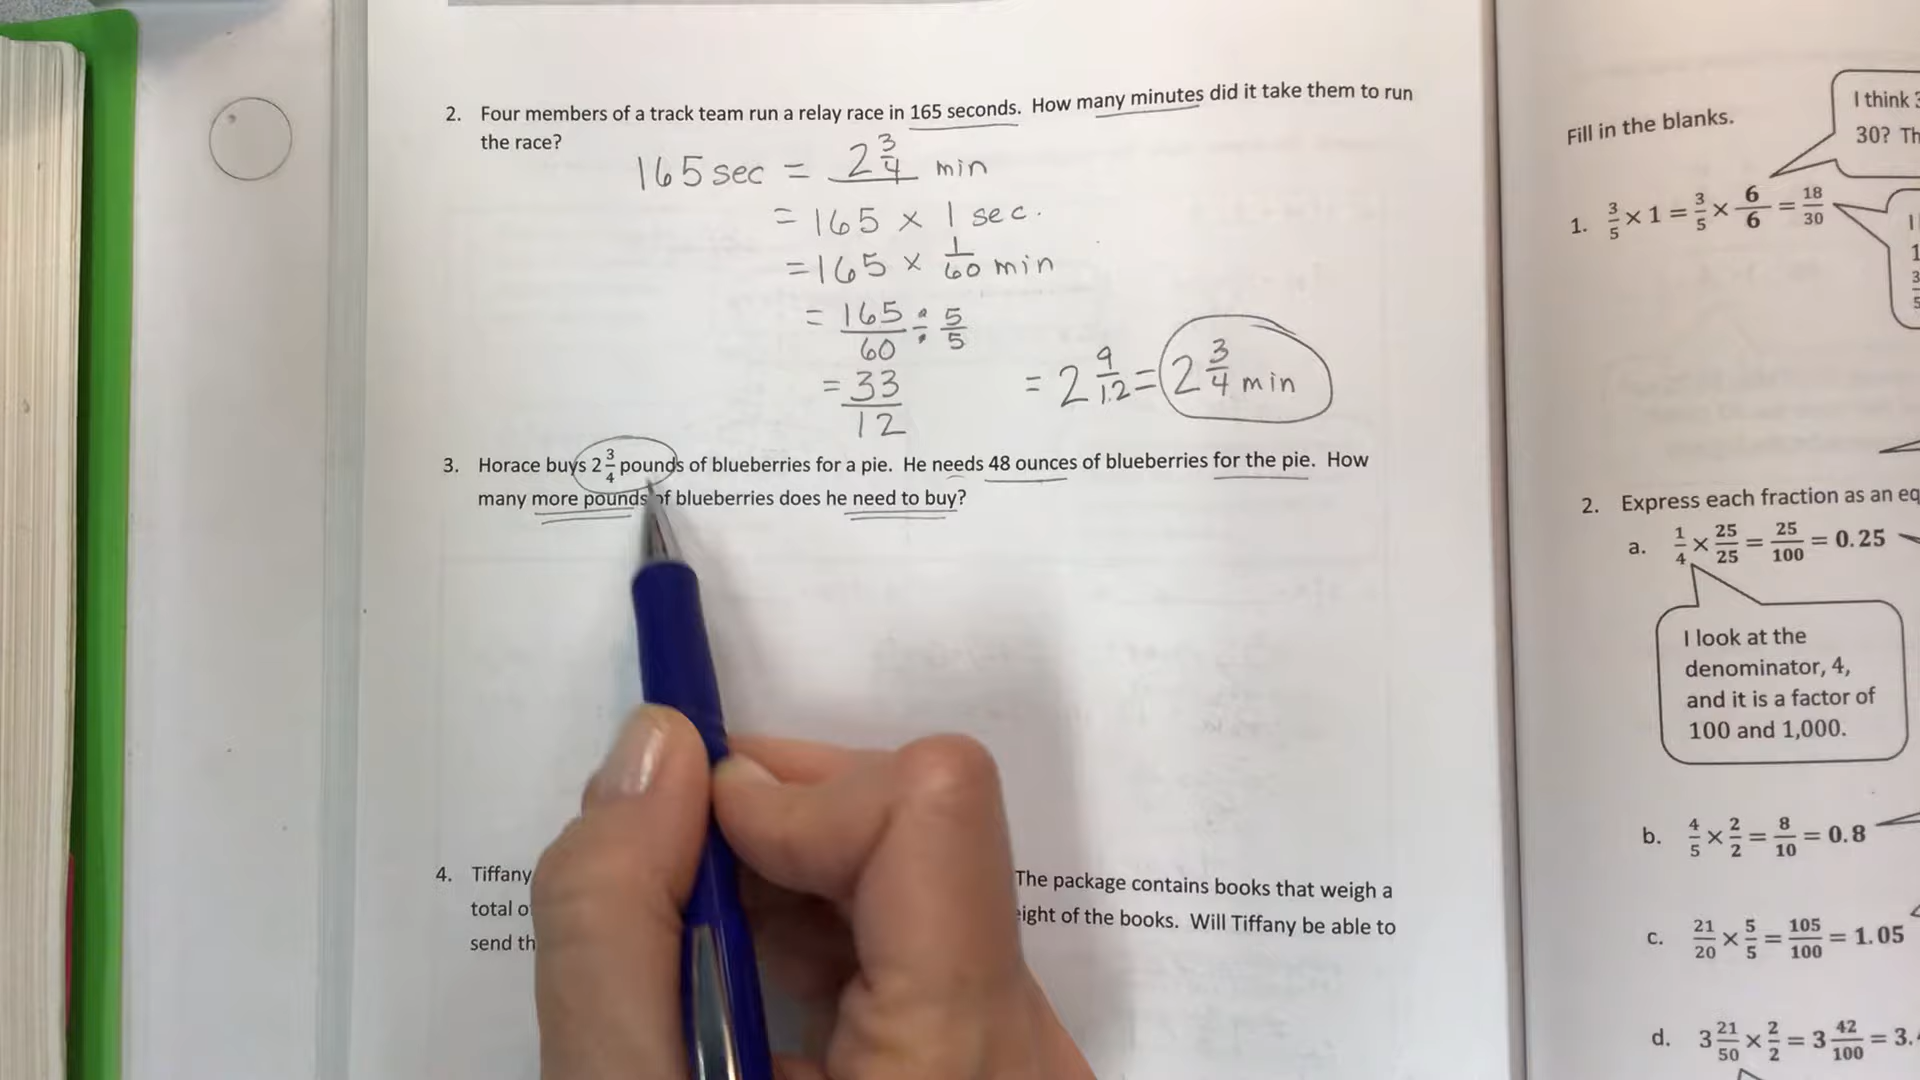 2. Four members of a track team run a relay race in 165 seconds. How many minutes did it take them to run
the race?
165 sec = 2 3/4 min
= 165 × 1 sec.
= 165 × 1/60 min
= 165/60 ÷ 5/5
= 33/12
= 2 9/12 = 2 3/4 min
3. Horace buys 2 3/4 pounds of blueberries for a pie. He needs 48 ounces of blueberries for the pie. How
many more pounds of blueberries does he need to buy?
4. Tiffany The package contains books that weigh a
total of the books. Will Tiffany be able to
send
Fill in the blanks.
I think
30?
1. 3/5 × 1 = 3/5 × 6/6 = 18/30
I
1
3
5
2. Express each fraction as an
a. 1/4 × 25/25 = 25/100 = 0.25
I look at the
denominator, 4,
and it is a factor of
100 and 1,000.
b. 4/5 × 2/2 = 8/10 = 0.8
c. 21/20 × 5/5 = 105/100 = 1.05
d. 3 21/50 × 2/2 = 3 42/100 = 3.